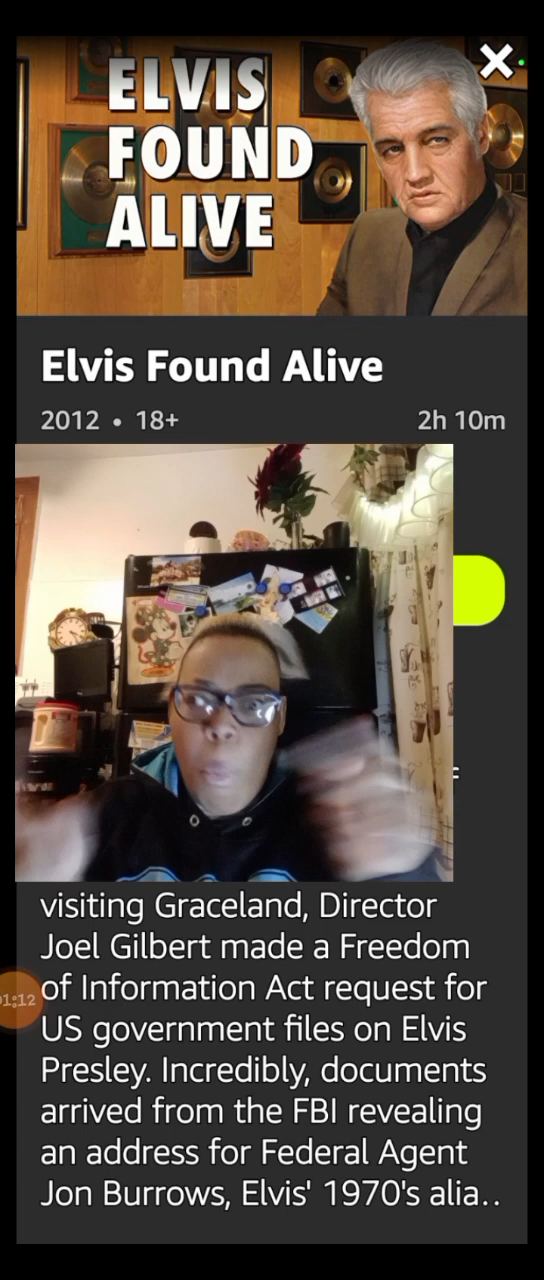 ELVIS
FOUND
ALIVE
Elvis Found Alive
2012 • 18+ 2h 10m
visiting Graceland, Director
Joel Gilbert made a Freedom
1:12
of Information Act request for
US government files on Elvis
Presley. Incredibly, documents
arrived from the FBI revealing
an address for Federal Agent
Jon Burrows, Elvis' 1970's alia..